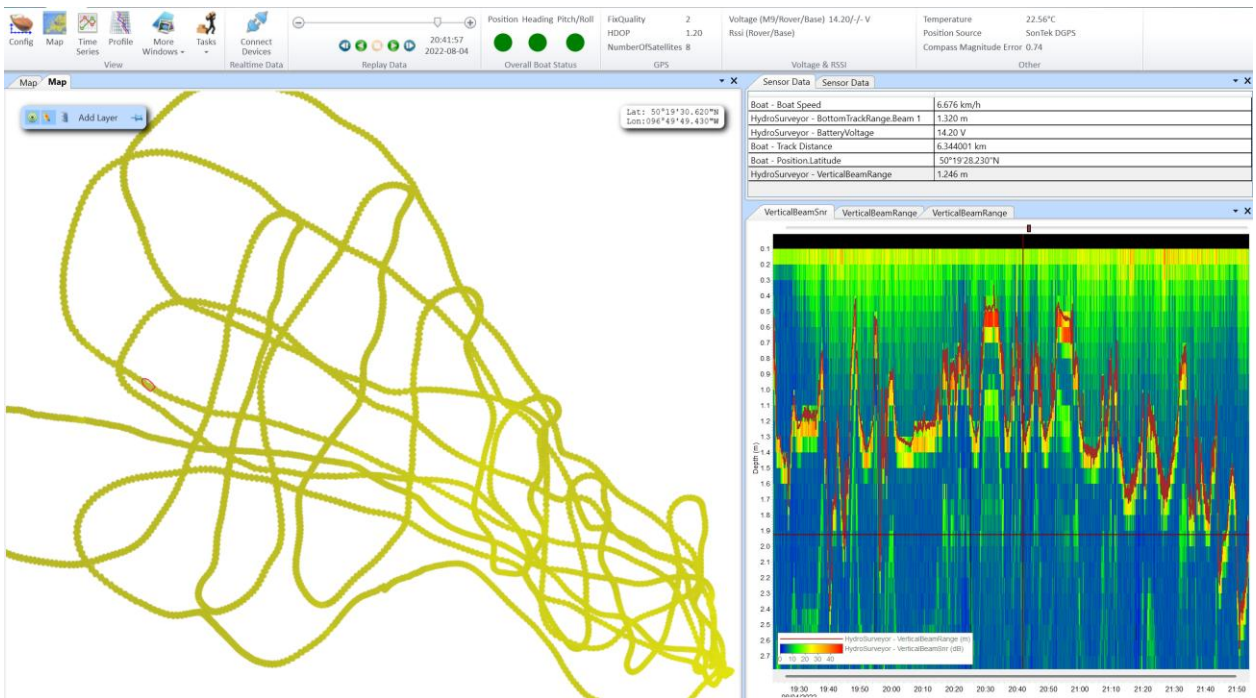 Config Map Time Series Profile More Windows Tasks
View
Connect Devices
Realtime Data
20:41:57
2022-08-04
Replay Data
Position Heading Pitch/Roll
Overall Boat Status
FixQuality 2
HDOP 1.20
NumberOfSatellites 8
GPS
Voltage (M9/Rover/Base) 14.20/-/- V
Rssi (Rover/Base)
Voltage & RSSI
Temperature 22.56°C
Position Source SonTek DGPS
Compass Magnitude Error 0.74
Other
Map Map
Add Layer
Lat: 50°19'30.620"N
Lon:096°49'49.430"W
Sensor Data Sensor Data
Boat - Boat Speed 6.676 km/h
HydroSurveyor - BottomTrackRange.Beam 1 1.320 m
HydroSurveyor - BatteryVoltage 14.20 V
Boat - Track Distance 6.344001 km
Boat - Position.Latitude 50°19'28.230"N
HydroSurveyor - VerticalBeamRange 1.246 m
VerticalBeamSnr VerticalBeamRange VerticalBeamRange
0.1
0.2
0.3
0.4
0.5
0.6
0.7
0.8
0.9
1.0
1.1
1.2
1.3
1.4
1.5
1.6
1.7
1.8
1.9
2.0
2.1
2.2
2.3
2.4
2.5
2.6
2.7
Depth (m)
HydroSurveyor - VerticalBeamRange (m)
HydroSurveyor - VerticalBeamSnr (dB)
0 10 20 30 40
19:30 19:40 19:50 20:00 20:10 20:20 20:30 20:40 20:50 21:00 21:10 21:20 21:30 21:40 21:50